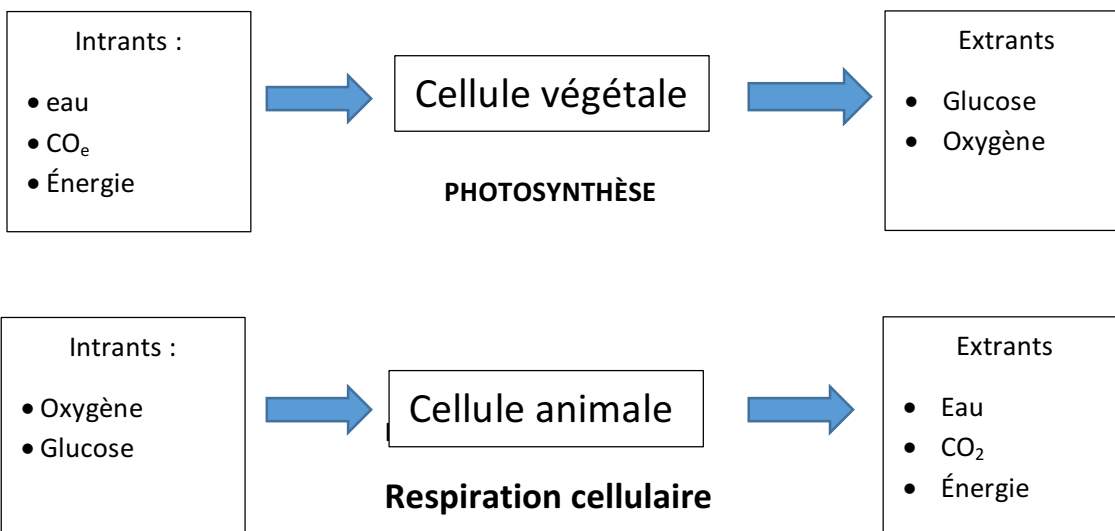 Intrants :
• eau
• COₑ
• Énergie
Cellule végétale
PHOTOSYNTHÈSE
Extrants
• Glucose
• Oxygène
Intrants :
• Oxygène
• Glucose
Cellule animale
Respiration cellulaire
Extrants
• Eau
• CO₂
• Énergie